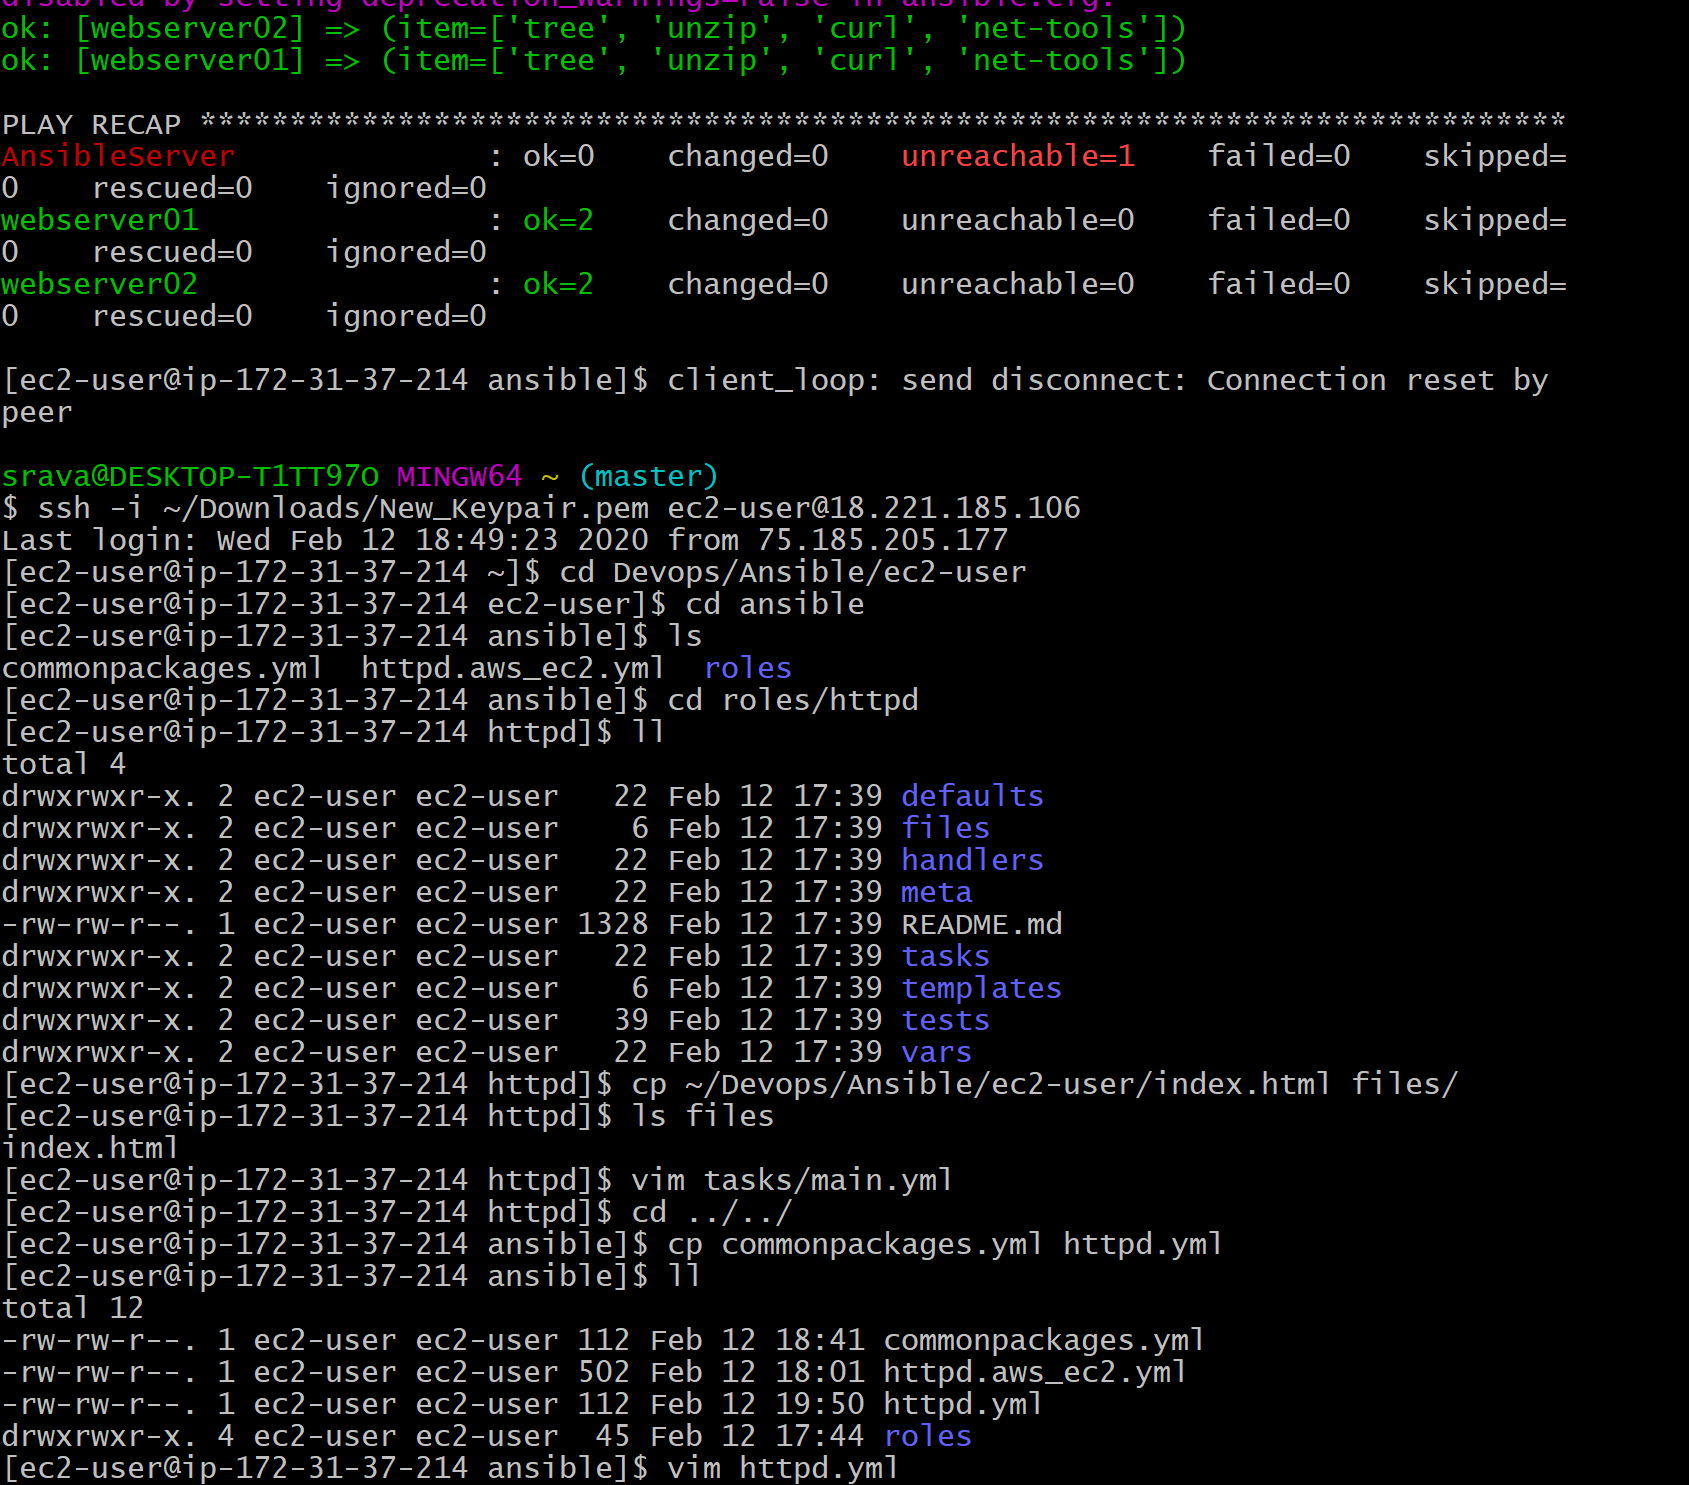 disabled by setting deprecation_warnings=False in ansible.cfg.
ok: [webserver02] => (item=['tree', 'unzip', 'curl', 'net-tools'])
ok: [webserver01] => (item=['tree', 'unzip', 'curl', 'net-tools'])
PLAY RECAP ****************************************************************************
AnsibleServer              : ok=0    changed=0    unreachable=1    failed=0    skipped=
0    rescued=0    ignored=0
webserver01                : ok=2    changed=0    unreachable=0    failed=0    skipped=
0    rescued=0    ignored=0
webserver02                : ok=2    changed=0    unreachable=0    failed=0    skipped=
0    rescued=0    ignored=0
[ec2-user@ip-172-31-37-214 ansible]$ client_loop: send disconnect: Connection reset by
peer
srava@DESKTOP-T1TT97O MINGW64 ~ (master)
$ ssh -i ~/Downloads/New_Keypair.pem ec2-user@18.221.185.106
Last login: Wed Feb 12 18:49:23 2020 from 75.185.205.177
[ec2-user@ip-172-31-37-214 ~]$ cd Devops/Ansible/ec2-user
[ec2-user@ip-172-31-37-214 ec2-user]$ cd ansible
[ec2-user@ip-172-31-37-214 ansible]$ ls
commonpackages.yml  httpd.aws_ec2.yml  roles
[ec2-user@ip-172-31-37-214 ansible]$ cd roles/httpd
[ec2-user@ip-172-31-37-214 httpd]$ ll
total 4
drwxrwxr-x. 2 ec2-user ec2-user   22 Feb 12 17:39 defaults
drwxrwxr-x. 2 ec2-user ec2-user    6 Feb 12 17:39 files
drwxrwxr-x. 2 ec2-user ec2-user   22 Feb 12 17:39 handlers
drwxrwxr-x. 2 ec2-user ec2-user   22 Feb 12 17:39 meta
-rw-rw-r--. 1 ec2-user ec2-user 1328 Feb 12 17:39 README.md
drwxrwxr-x. 2 ec2-user ec2-user   22 Feb 12 17:39 tasks
drwxrwxr-x. 2 ec2-user ec2-user    6 Feb 12 17:39 templates
drwxrwxr-x. 2 ec2-user ec2-user   39 Feb 12 17:39 tests
drwxrwxr-x. 2 ec2-user ec2-user   22 Feb 12 17:39 vars
[ec2-user@ip-172-31-37-214 httpd]$ cp ~/Devops/Ansible/ec2-user/index.html files/
[ec2-user@ip-172-31-37-214 httpd]$ ls files
index.html
[ec2-user@ip-172-31-37-214 httpd]$ vim tasks/main.yml
[ec2-user@ip-172-31-37-214 httpd]$ cd ../../
[ec2-user@ip-172-31-37-214 ansible]$ cp commonpackages.yml httpd.yml
[ec2-user@ip-172-31-37-214 ansible]$ ll
total 12
-rw-rw-r--. 1 ec2-user ec2-user 112 Feb 12 18:41 commonpackages.yml
-rw-rw-r--. 1 ec2-user ec2-user 502 Feb 12 18:01 httpd.aws_ec2.yml
-rw-rw-r--. 1 ec2-user ec2-user 112 Feb 12 19:50 httpd.yml
drwxrwxr-x. 4 ec2-user ec2-user  45 Feb 12 17:44 roles
[ec2-user@ip-172-31-37-214 ansible]$ vim httpd.yml